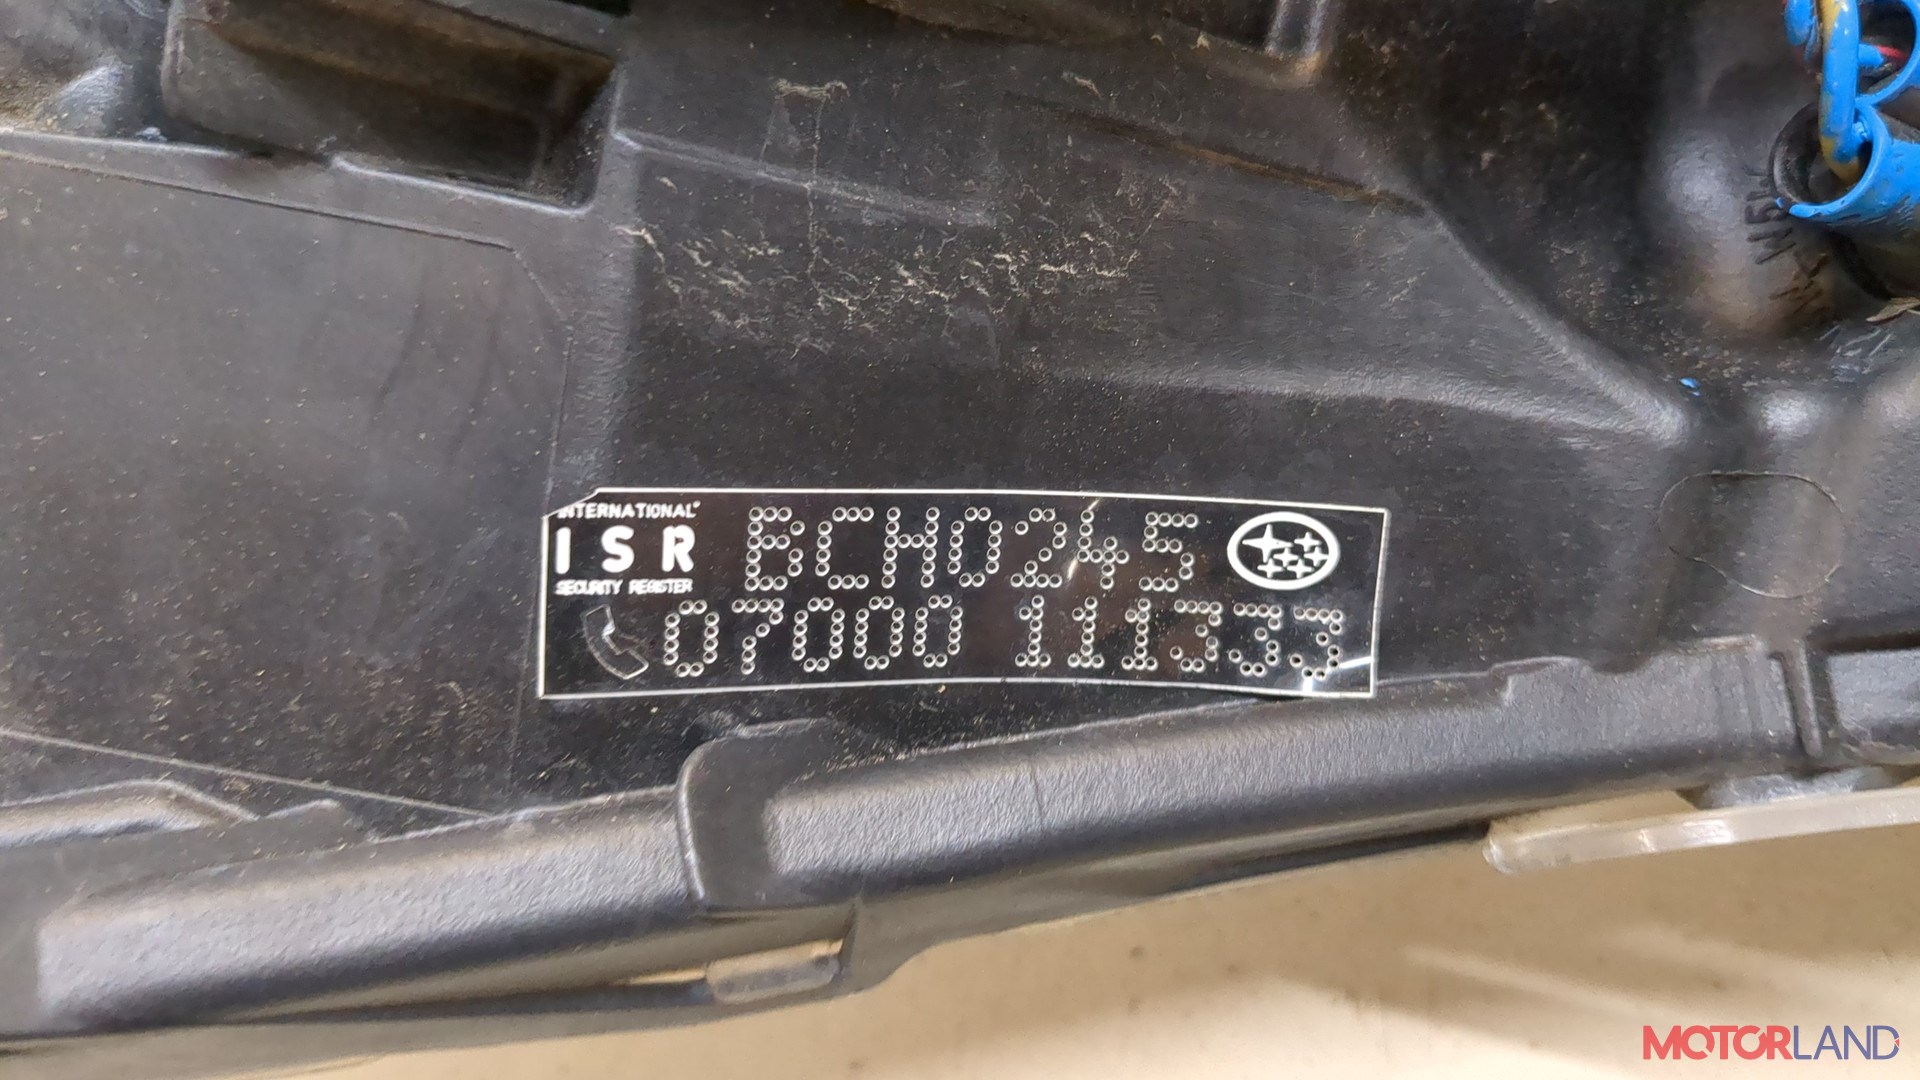 INTERNATIONAL
ISR BCH0245
SECURITY REGISTER
07000 111333
MOTORLAND